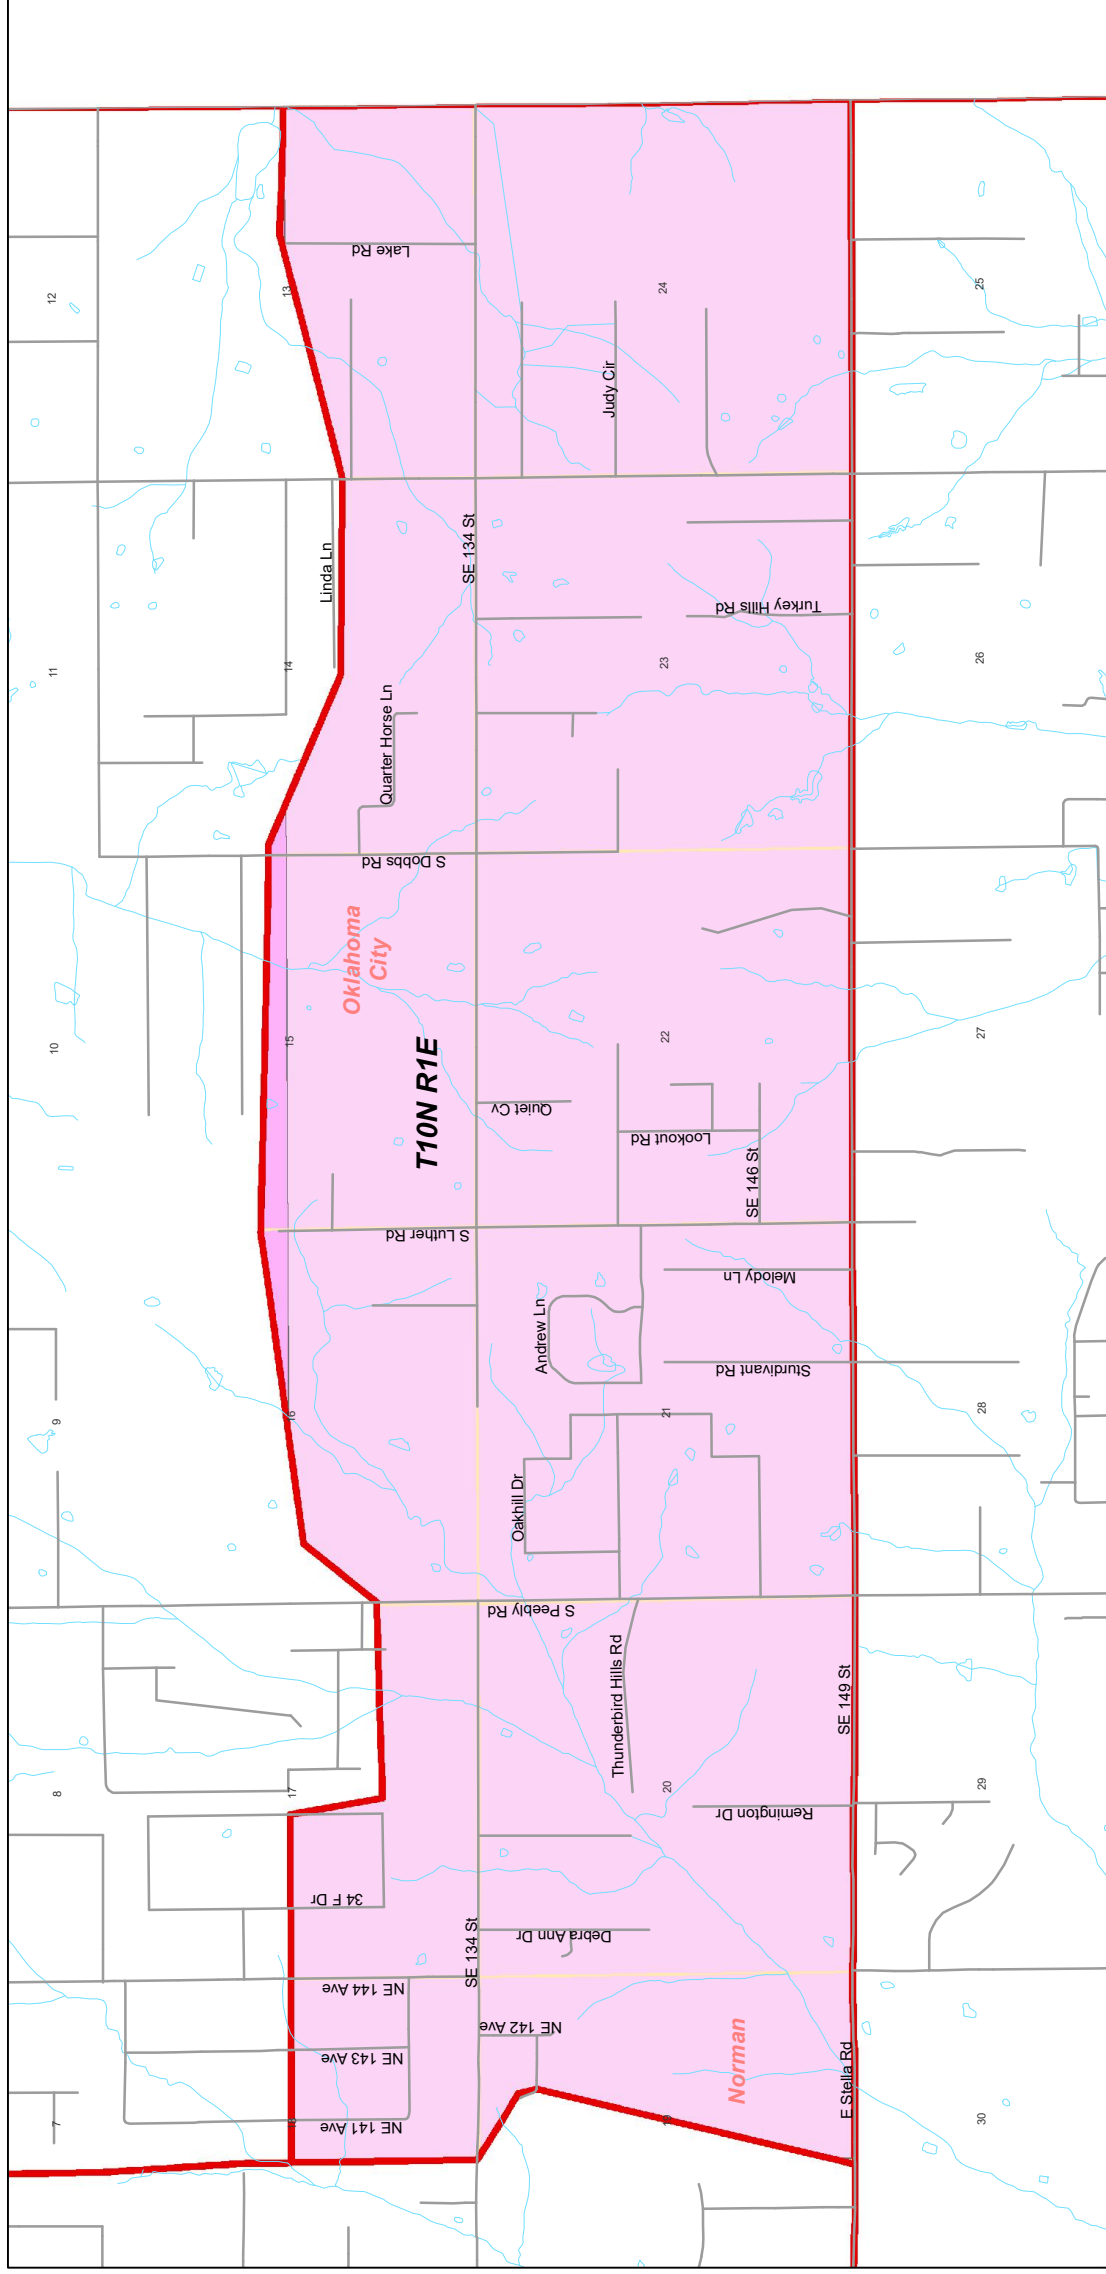 12
13
Lake Rd
24
25
Judy Cir
11
14
Linda Ln
SE 134 St
Turkey Hills Rd
23
26
Quarter Horse Ln
S Dobbs Rd
Oklahoma
City
10
15
T10N R1E
22
27
Quiet Cv
Lookout Rd
SE 146 St
S Luther Rd
Melody Ln
Andrew Ln
Sturdivant Rd
9
16
21
28
Oakhill Dr
S Peebly Rd
Thunderbird Hills Rd
SE 149 St
8
17
20
29
Remington Dr
34 F Dr
SE 134 St
Debra Ann Dr
NE 144 Ave
NE 142 Ave
NE 143 Ave
Norman
E Stella Rd
7
18
NE 141 Ave
19
30